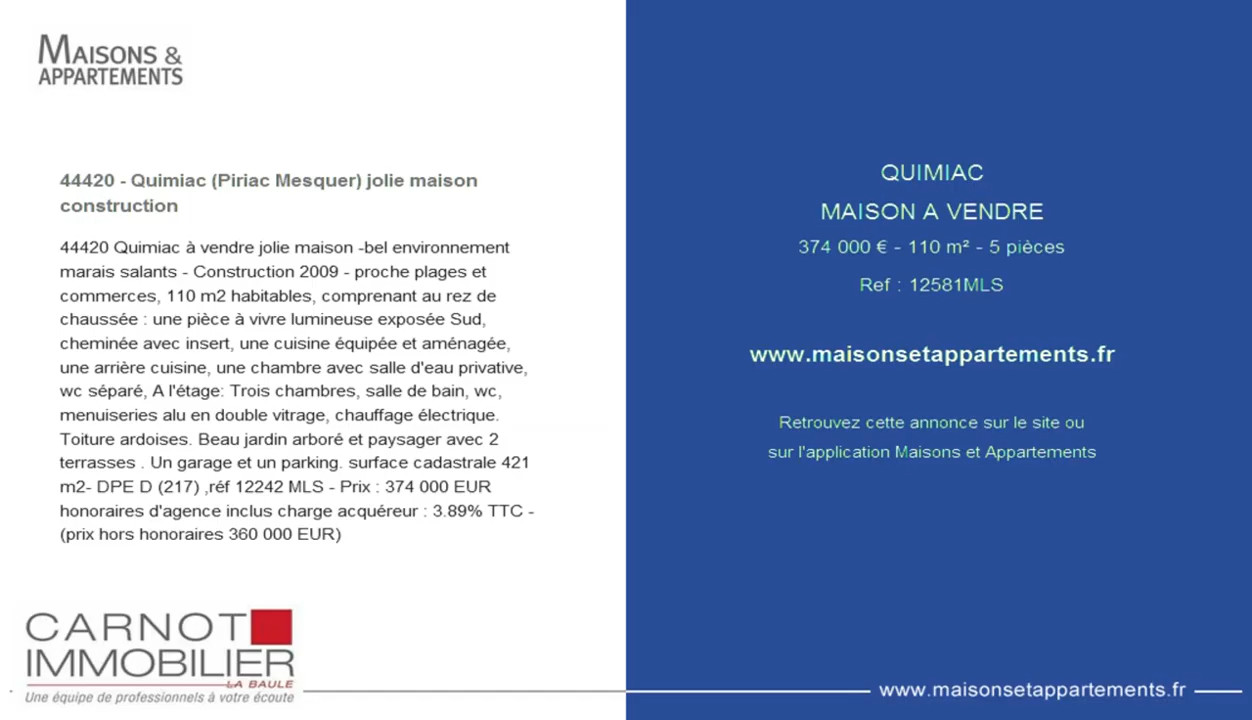 MAISONS &
APPARTEMENTS
44420 - Quimiac (Piriac Mesquer) jolie maison
construction
44420 Quimiac à vendre jolie maison -bel environnement
marais salants - Construction 2009 - proche plages et
commerces, 110 m2 habitables, comprenant au rez de
chaussée : une pièce à vivre lumineuse exposée Sud,
cheminée avec insert, une cuisine équipée et aménagée,
une arrière cuisine, une chambre avec salle d'eau privative,
wc séparé, A l'étage: Trois chambres, salle de bain, wc,
menuiseries alu en double vitrage, chauffage électrique.
Toiture ardoises. Beau jardin arboré et paysager avec 2
terrasses . Un garage et un parking. surface cadastrale 421
m2- DPE D (217) ,réf 12242 MLS - Prix : 374 000 EUR
honoraires d'agence inclus charge acquéreur : 3.89% TTC -
(prix hors honoraires 360 000 EUR)
CARNOT
IMMOBILIER
LA BAULE
Une équipe de professionnels à votre écoute
QUIMIAC
MAISON A VENDRE
374 000 € - 110 m² - 5 pièces
Ref : 12581MLS
www.maisonsetappartements.fr
Retrouvez cette annonce sur le site ou
sur l'application Maisons et Appartements
www.maisonsetappartements.fr